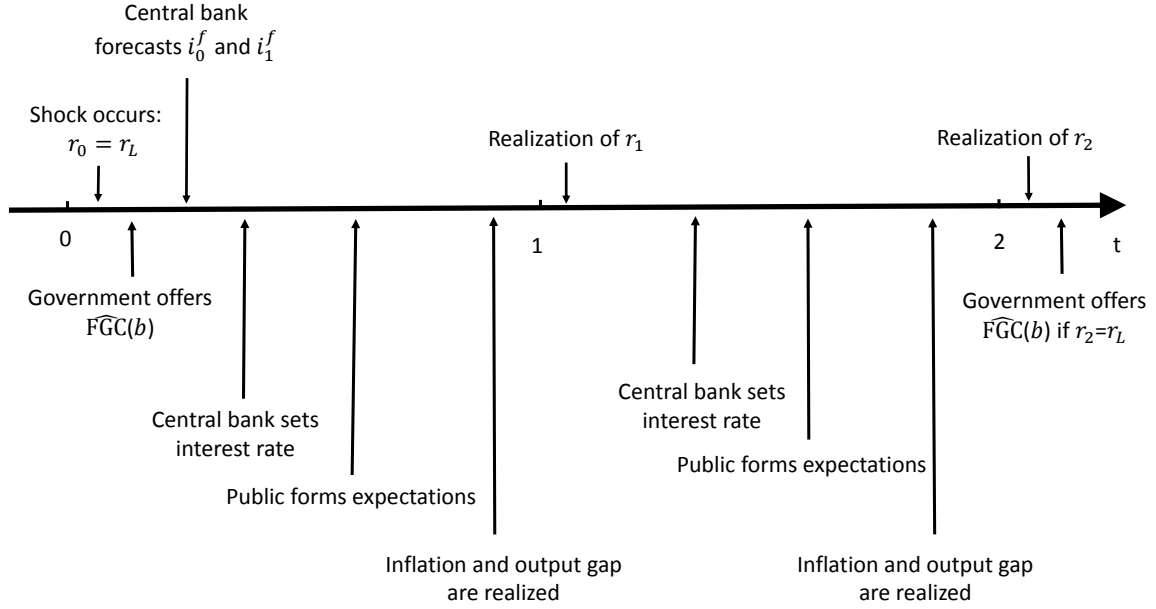 Central bank
forecasts $i_0^f$ and $i_1^f$
Shock occurs:
$r_0 = r_L$
Realization of $r_1$
Realization of $r_2$
0
1
2
t
Government offers
$\widehat{\text{FGC}}(b)$
Government offers
$\widehat{\text{FGC}}(b)$ if $r_2$=$r_L$
Central bank sets
interest rate
Central bank sets
interest rate
Public forms expectations
Public forms expectations
Inflation and output gap
are realized
Inflation and output gap
are realized